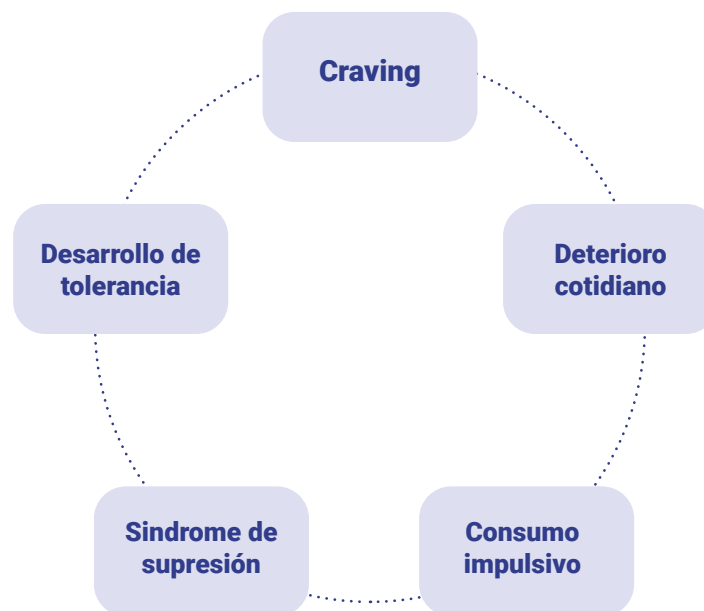 Craving
Desarrollo de
tolerancia
Deterioro
cotidiano
Sindrome de
supresión
Consumo
impulsivo